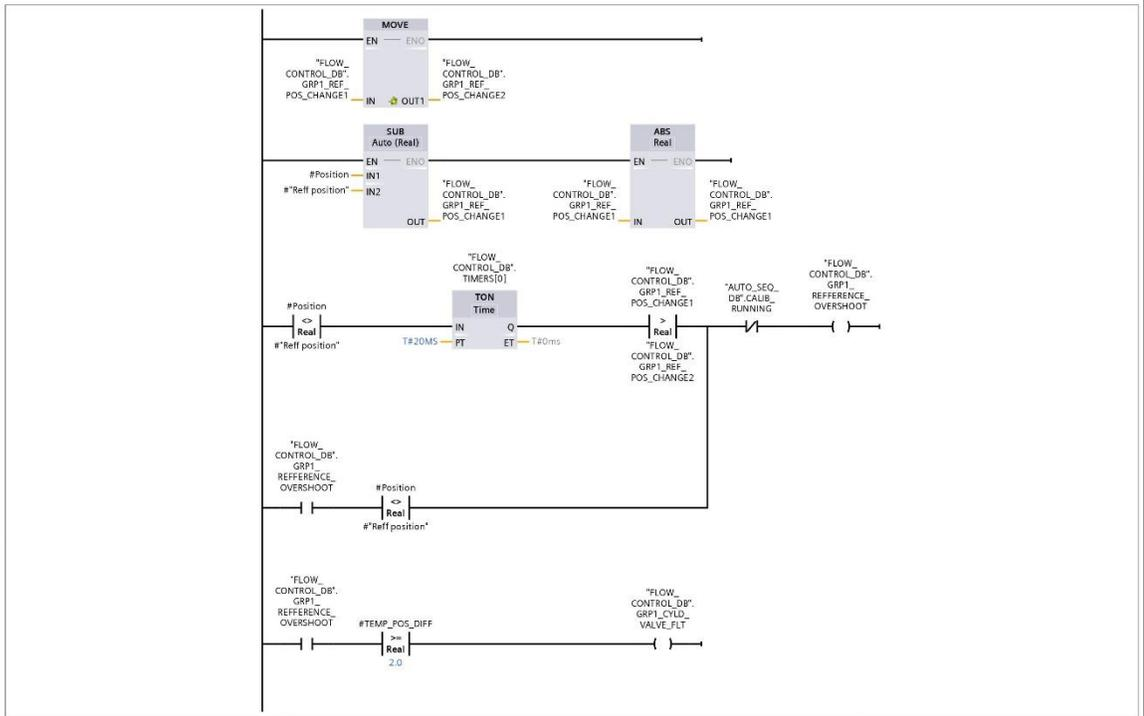 MOVE
EN
ENO
"FLOW_
CONTROL_DB".
GRP1_REF_
POS_CHANGE1
IN
OUT1
"FLOW_
CONTROL_DB".
GRP1_REF_
POS_CHANGE2
SUB
Auto (Real)
EN
ENO
#Position
IN1
#"Reff position"
IN2
OUT
"FLOW_
CONTROL_DB".
GRP1_REF_
POS_CHANGE1
ABS
Real
EN
ENO
"FLOW_
CONTROL_DB".
GRP1_REF_
POS_CHANGE1
IN
OUT
"FLOW_
CONTROL_DB".
GRP1_REF_
POS_CHANGE1
#Position
<>
Real
#"Reff position"
"FLOW_
CONTROL_DB".
TIMERS[0]
TON
Time
IN
Q
T#20MS
PT
ET
T#0ms
"FLOW_
CONTROL_DB".
GRP1_REF_
POS_CHANGE1
>
Real
"FLOW_
CONTROL_DB".
GRP1_REF_
POS_CHANGE2
"AUTO_SEQ_
DB".CALIB_
RUNNING
"FLOW_
CONTROL_DB".
GRP1_
REFFERENCE_
OVERSHOOT
"FLOW_
CONTROL_DB".
GRP1_
REFFERENCE_
OVERSHOOT
#Position
<>
Real
#"Reff position"
"FLOW_
CONTROL_DB".
GRP1_
REFFERENCE_
OVERSHOOT
#TEMP_POS_DIFF
>=
Real
2.0
"FLOW_
CONTROL_DB".
GRP1_CYLD_
VALVE_FLT